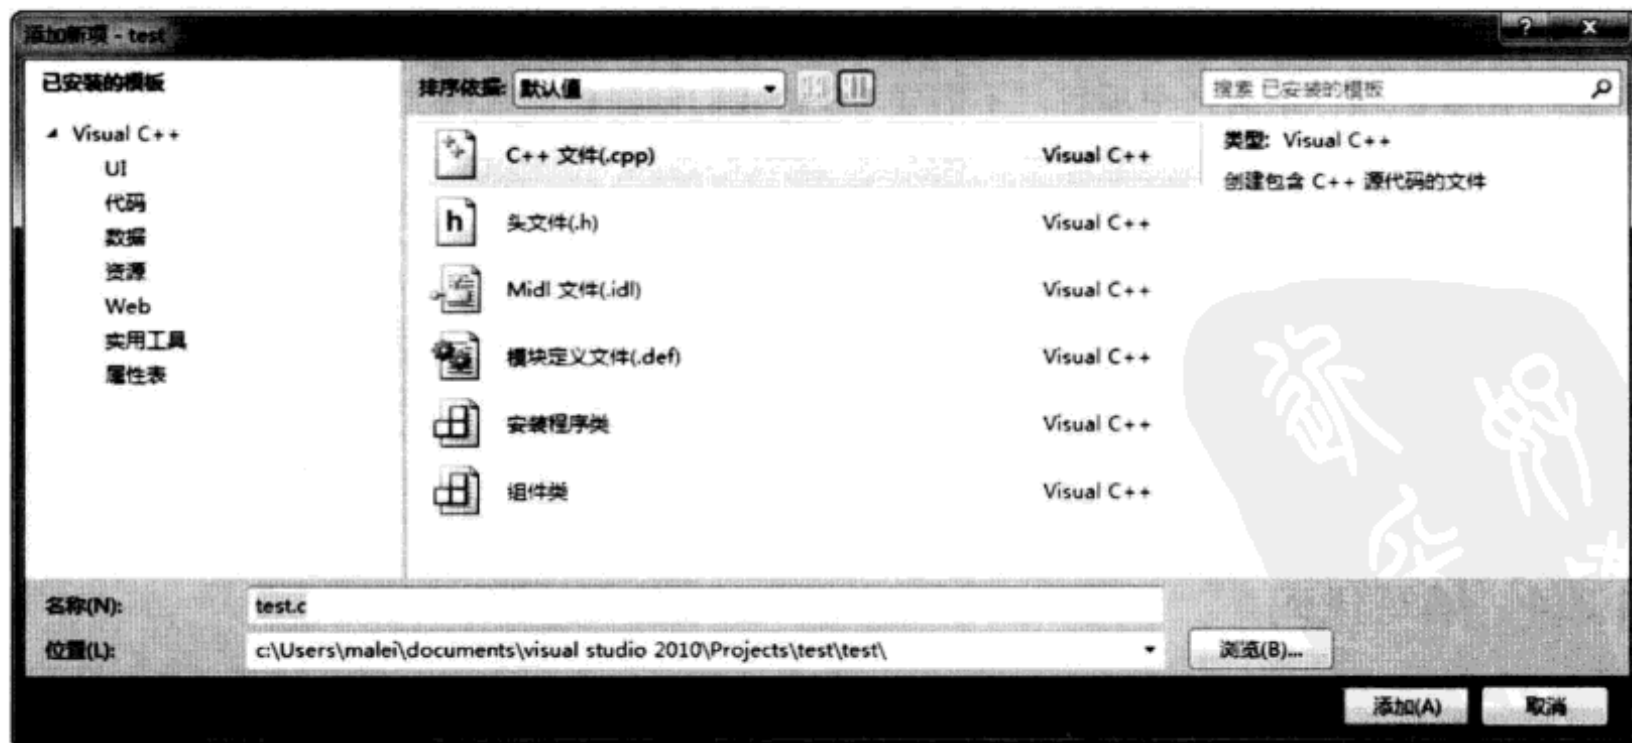 添加新项 - test
? x
已安装的模板
排序依据: 默认值
搜索 已安装的模板
Visual C++
UI
代码
数据
资源
Web
实用工具
属性表
C++ 文件(.cpp) Visual C++
h 头文件(.h) Visual C++
Midl 文件(.idl) Visual C++
模块定义文件(.def) Visual C++
安装程序类 Visual C++
组件类 Visual C++
类型: Visual C++
创建包含 C++ 源代码的文件
名称(N): test.c
位置(L): c:\Users\malei\documents\visual studio 2010\Projects\test\test\
浏览(B)...
添加(A) 取消